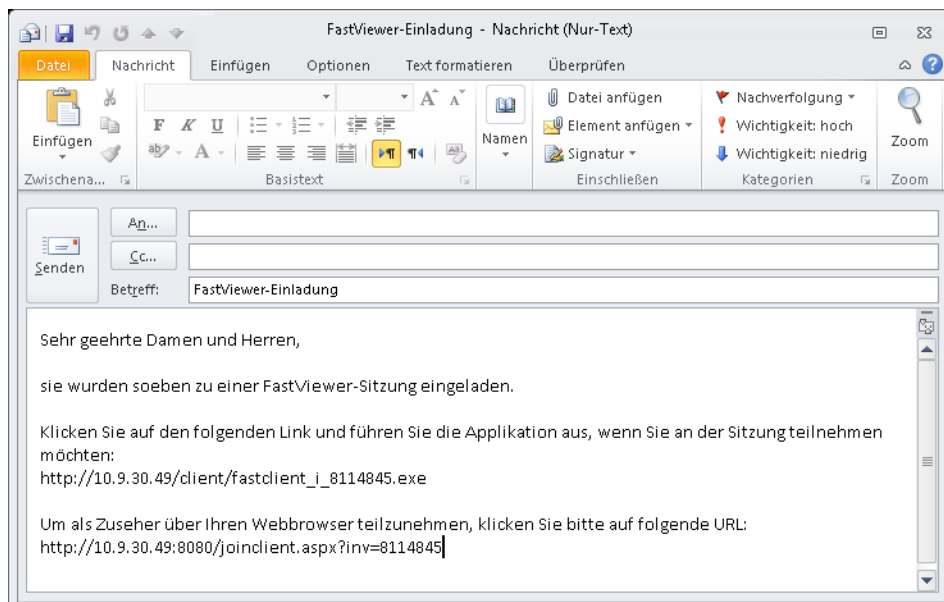 FastViewer-Einladung - Nachricht (Nur-Text)
Datei Nachricht Einfügen Optionen Text formatieren Überprüfen
Einfügen
F K U
Namen
Datei anfügen
Element anfügen
Signatur
Nachverfolgung
Wichtigkeit: hoch
Wichtigkeit: niedrig
Zoom
Zwischena... Basistext Einschließen Kategorien Zoom
Senden
An...
Cc...
Betreff: FastViewer-Einladung
Sehr geehrte Damen und Herren,
sie wurden soeben zu einer FastViewer-Sitzung eingeladen.
Klicken Sie auf den folgenden Link und führen Sie die Applikation aus, wenn Sie an der Sitzung teilnehmen
möchten:
http://10.9.30.49/client/fastclient_i_8114845.exe
Um als Zuseher über Ihren Webbrowser teilzunehmen, klicken Sie bitte auf folgende URL:
http://10.9.30.49:8080/joinclient.aspx?inv=8114845